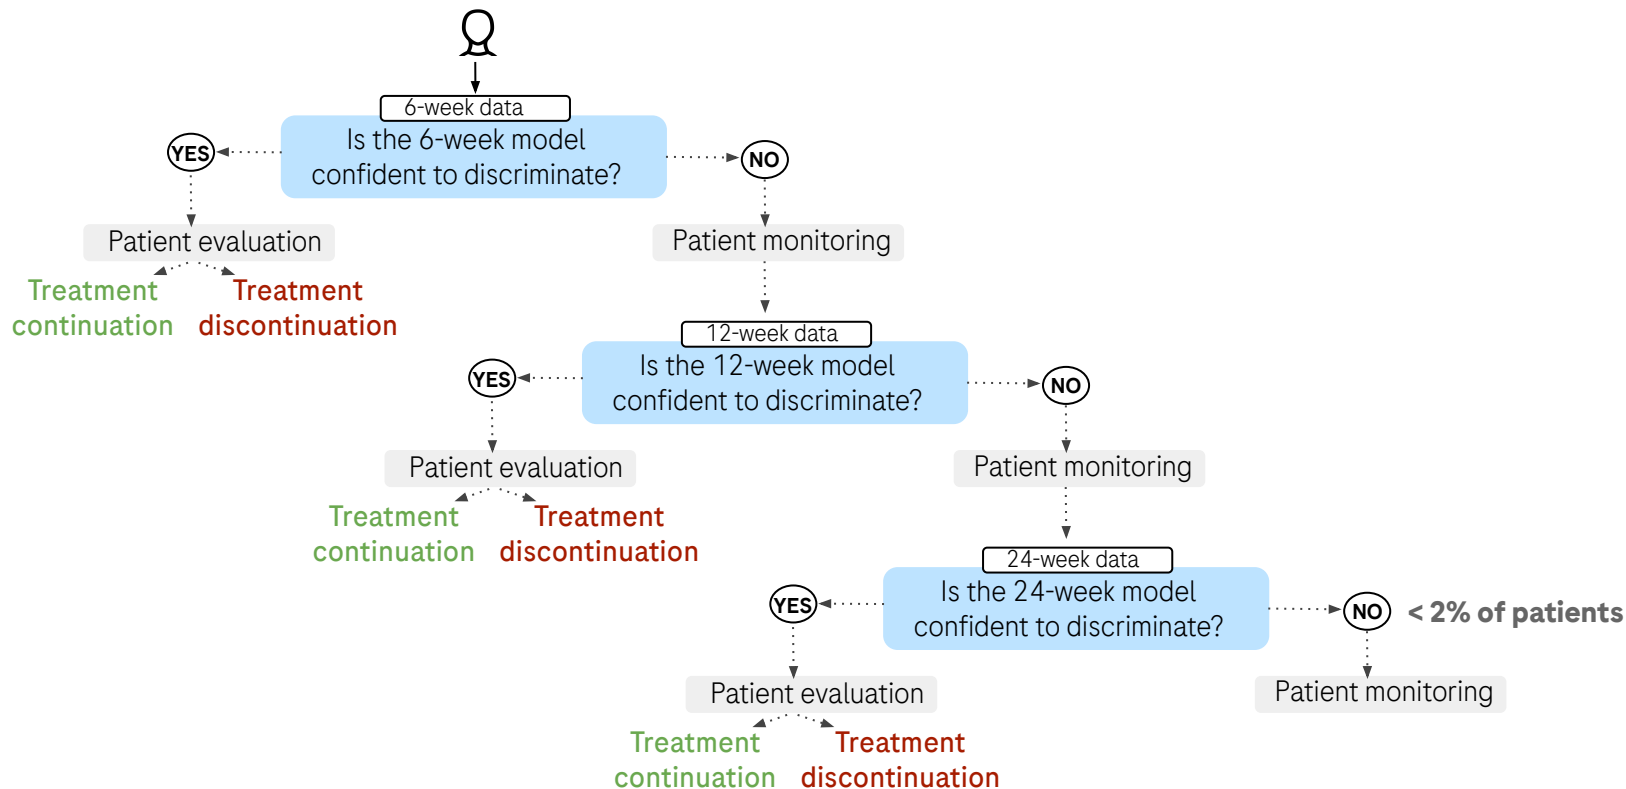 6-week data
Is the 6-week model
confident to discriminate?
YES
NO
Patient evaluation
Patient monitoring
Treatment
continuation
Treatment
discontinuation
12-week data
Is the 12-week model
confident to discriminate?
YES
NO
Patient evaluation
Patient monitoring
Treatment
continuation
Treatment
discontinuation
24-week data
Is the 24-week model
confident to discriminate?
YES
NO
< 2% of patients
Patient evaluation
Patient monitoring
Treatment
continuation
Treatment
discontinuation